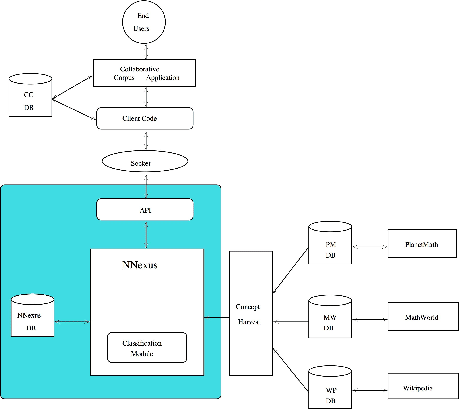 End
Users
Collaborative
Corpus Application
CC
DB
Client Code
Socket
API
NNexus
PM
DB
PlanetMath
NNexus
DB
Concept
Harvest
MW
DB
MathWorld
Classification
Module
WP
DB
Wikipedia